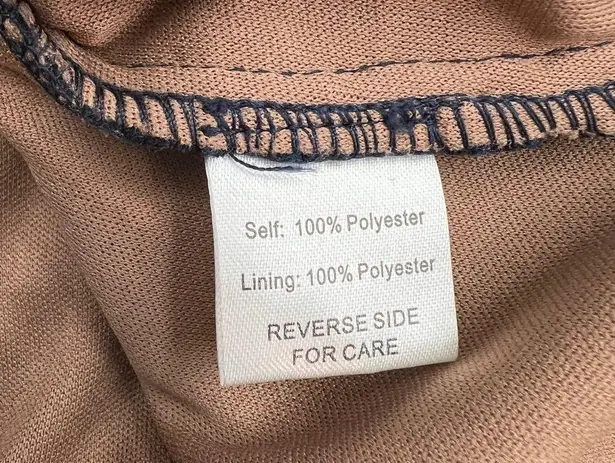 Self: 100% Polyester
Lining: 100% Polyester
REVERSE SIDE
FOR CARE